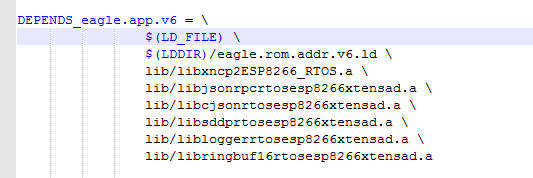 DEPENDS_eagle.app.v6 = \
$(LD_FILE) \
$(LDDIR)/eagle.rom.addr.v6.ld \
lib/libxncp2ESP8266_RTOS.a \
lib/libjsonrpcrtosesp8266xtensad.a \
lib/libcjsonrtosesp8266xtensad.a \
lib/libsddprtosesp8266xtensad.a \
lib/libloggerrtosesp8266xtensad.a \
lib/libringbuf16rtosesp8266xtensad.a